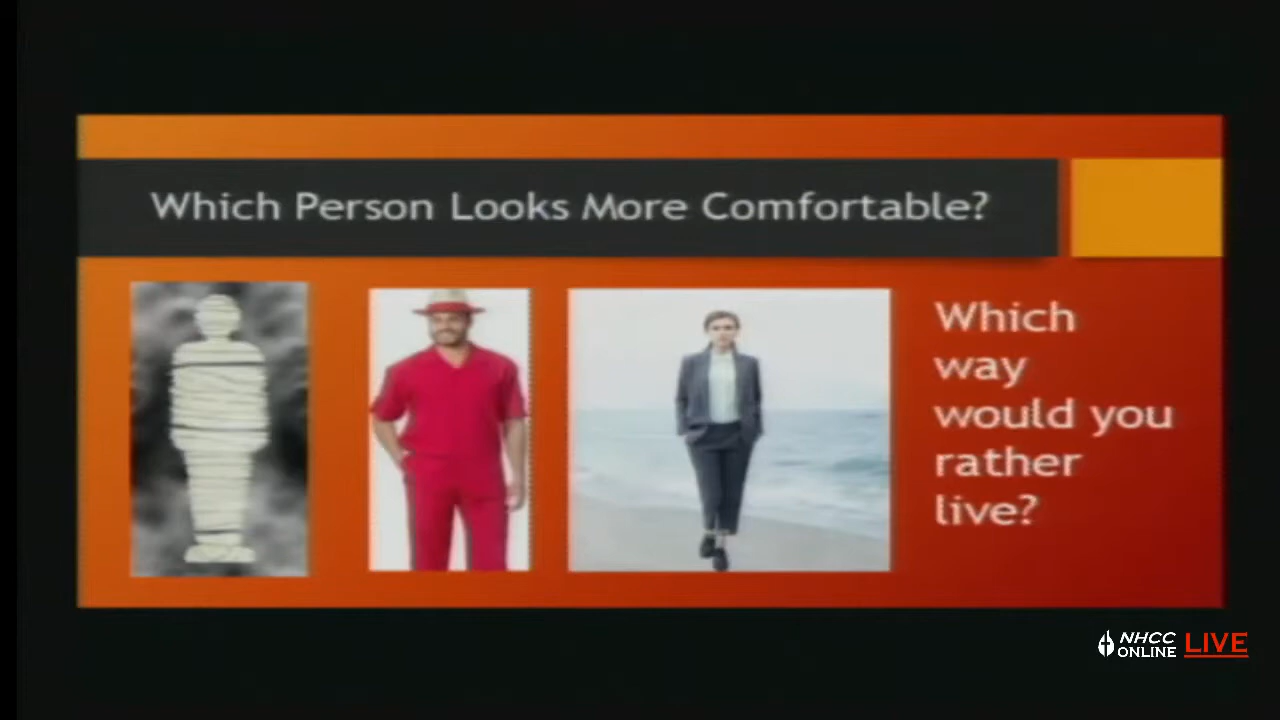 Which Person Looks More Comfortable?
Which
way
would you
rather
live?
NHCC
ONLINE LIVE